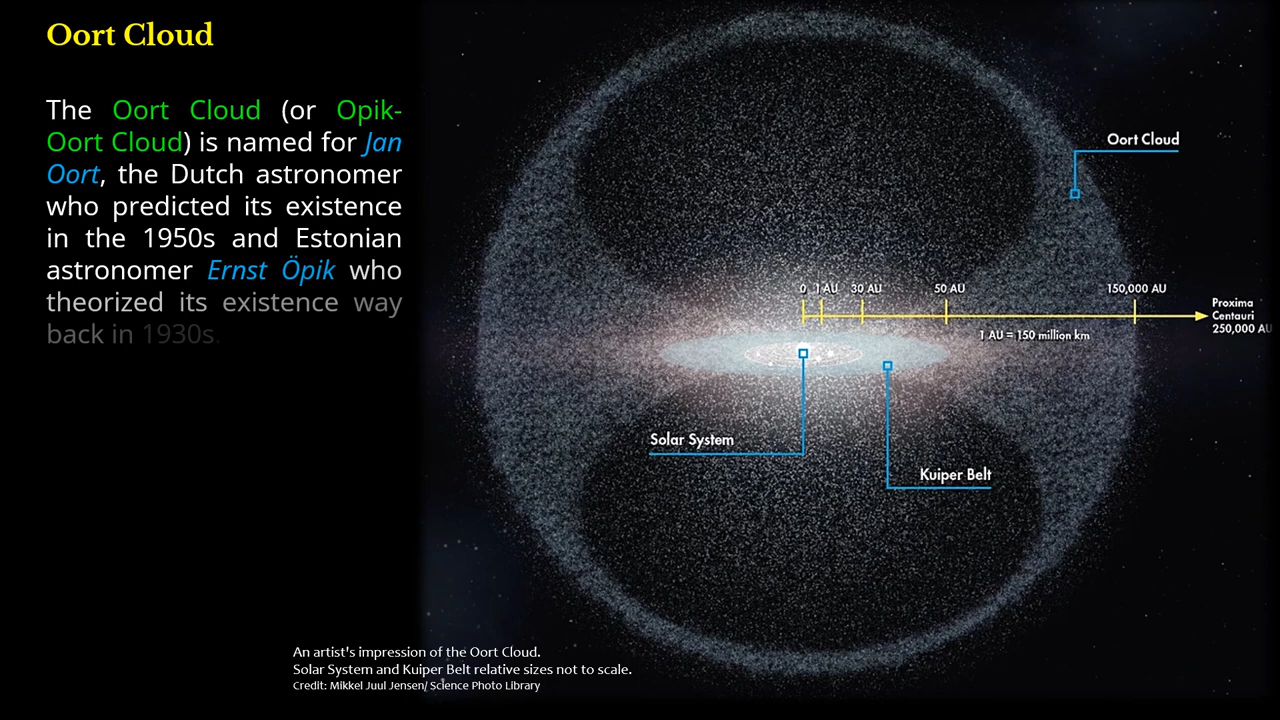 Oort Cloud
The Oort Cloud (or Opik-
Oort Cloud) is named for Jan
Oort, the Dutch astronomer
who predicted its existence
in the 1950s and Estonian
astronomer Ernst Öpik who
theorized its existence way
back in 1930s.
Oort Cloud
0 1 AU 30 AU 50 AU 150,000 AU
Proxima
Centauri
250,000 AU
1 AU = 150 million km
Solar System
Kuiper Belt
An artist's impression of the Oort Cloud.
Solar System and Kuiper Belt relative sizes not to scale.
Credit: Mikkel Juul Jensen/ Science Photo Library